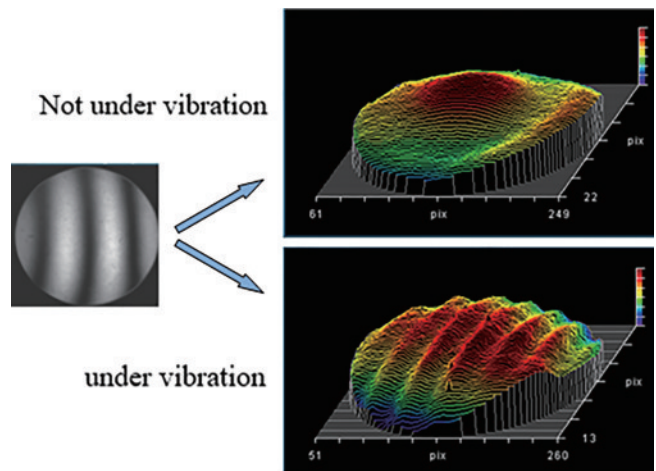 Not under vibration
pix
22
61 pix 249
under vibration
pix
13
51 pix 260